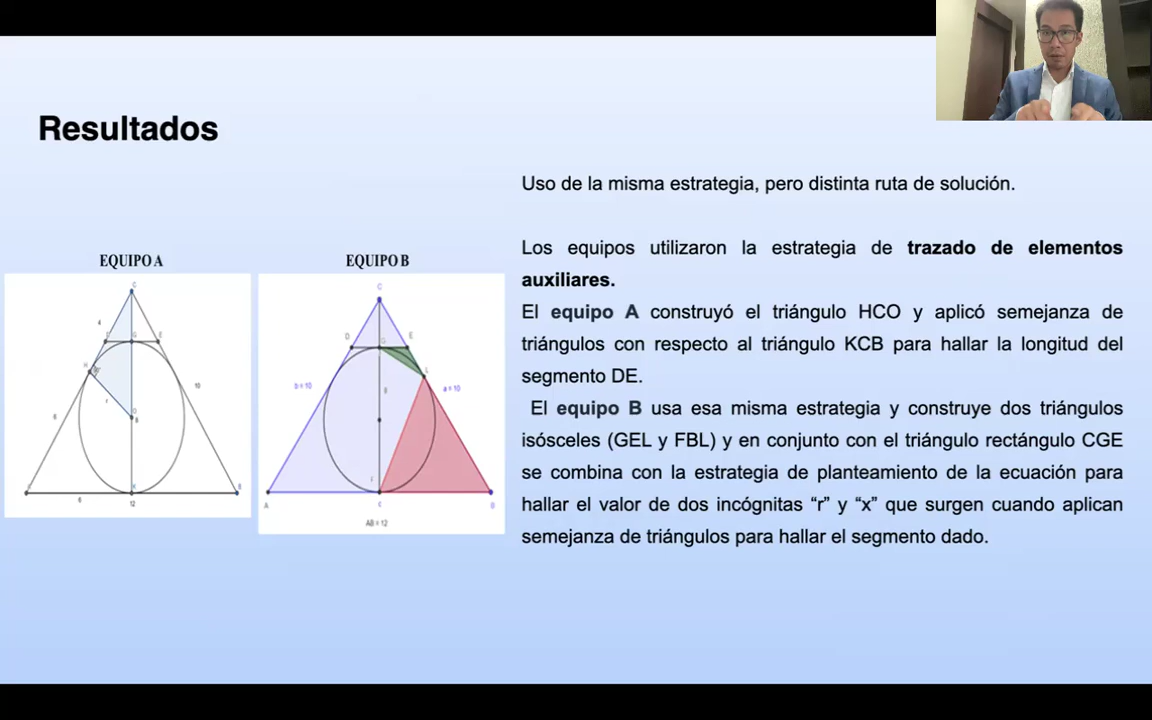 Resultados
Uso de la misma estrategia, pero distinta ruta de solución.
Los equipos utilizaron la estrategia de trazado de elementos
auxiliares.
El equipo A construyó el triángulo HCO y aplicó semejanza de
triángulos con respecto al triángulo KCB para hallar la longitud del
segmento DE.
El equipo B usa esa misma estrategia y construye dos triángulos
isósceles (GEL y FBL) y en conjunto con el triángulo rectángulo CGE
se combina con la estrategia de planteamiento de la ecuación para
hallar el valor de dos incógnitas “r” y “x” que surgen cuando aplican
semejanza de triángulos para hallar el segmento dado.
EQUIPO A
C
4
E
H
10
r
O
6
K
B
6
12
EQUIPO B
C
D
G
E
L
b = 10
a = 10
A
B
AB = 12